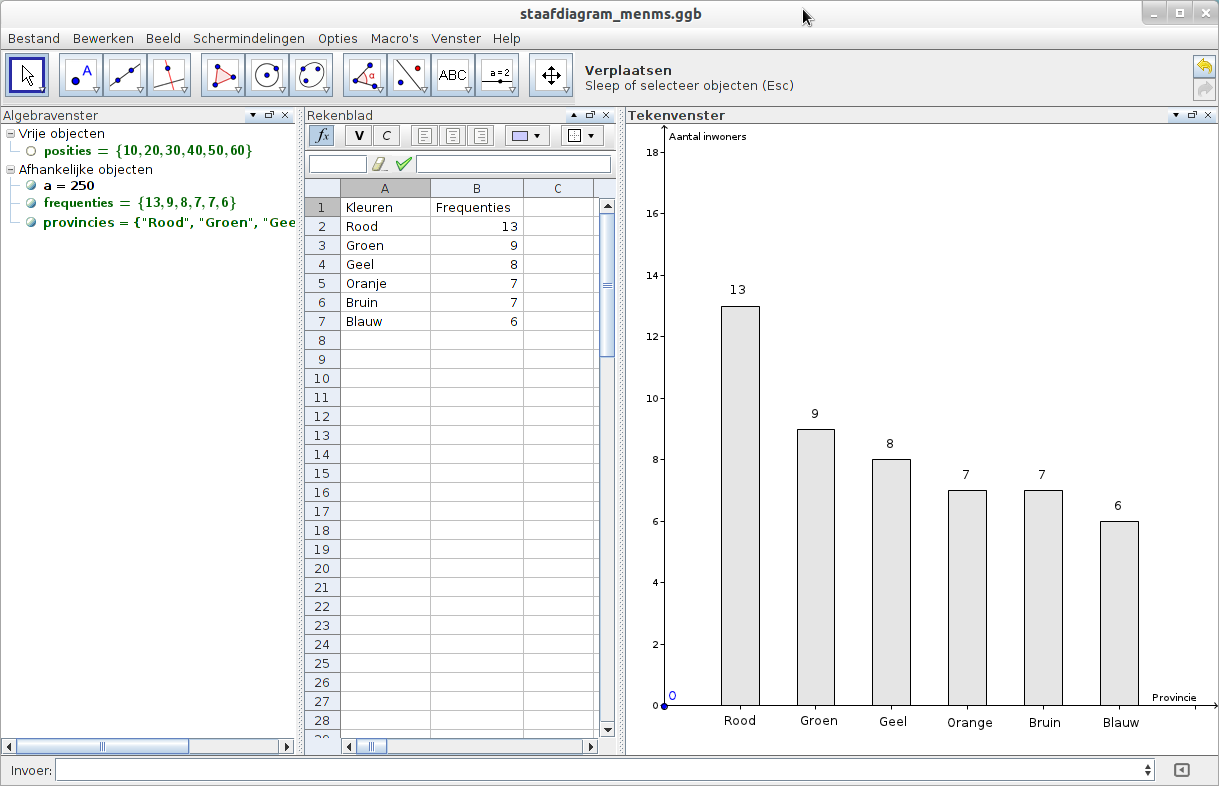 staafdiagram_menms.ggb
Bestand Bewerken Beeld Schermindelingen Opties Macro's Venster Help
A α ABC a = 2
Verplaatsen
Sleep of selecteer objecten (Esc)
Algebravenster
Vrije objecten
posities = {10,20,30,40,50,60}
Afhankelijke objecten
a = 250
frequenties = {13,9,8,7,7,6}
provincies = {"Rood", "Groen", "Gee
Rekenblad
fx V C
A B C
1 Kleuren Frequenties
2 Rood 13
3 Groen 9
4 Geel 8
5 Oranje 7
6 Bruin 7
7 Blauw 6
8
9
10
11
12
13
14
15
16
17
18
19
20
21
22
23
24
25
26
27
28
29
Tekenvenster
Aantal inwoners
18
16
14
12
10
8
6
4
2
0
13
9
8
7
7
6
O
Provincie
Rood Groen Geel Orange Bruin Blauw
Invoer: